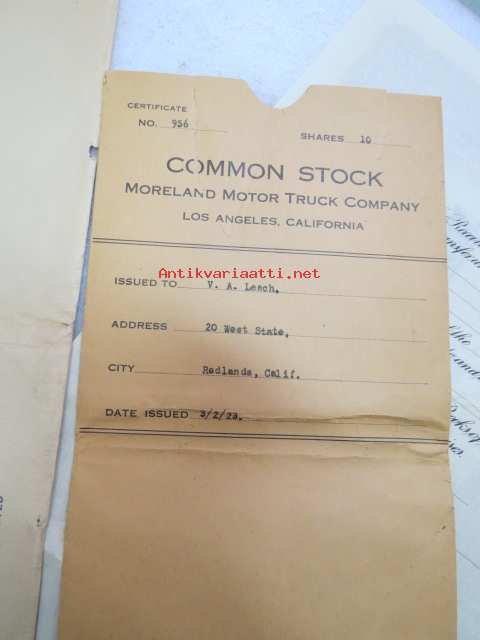 CERTIFICATE
NO. 956
SHARES 10
COMMON STOCK
MORELAND MOTOR TRUCK COMPANY
LOS ANGELES, CALIFORNIA
Antikvariaatti.net
ISSUED TO V. A. Leach,
ADDRESS 20 West State,
CITY Redlands, Calif.
DATE ISSUED 3/2/23.